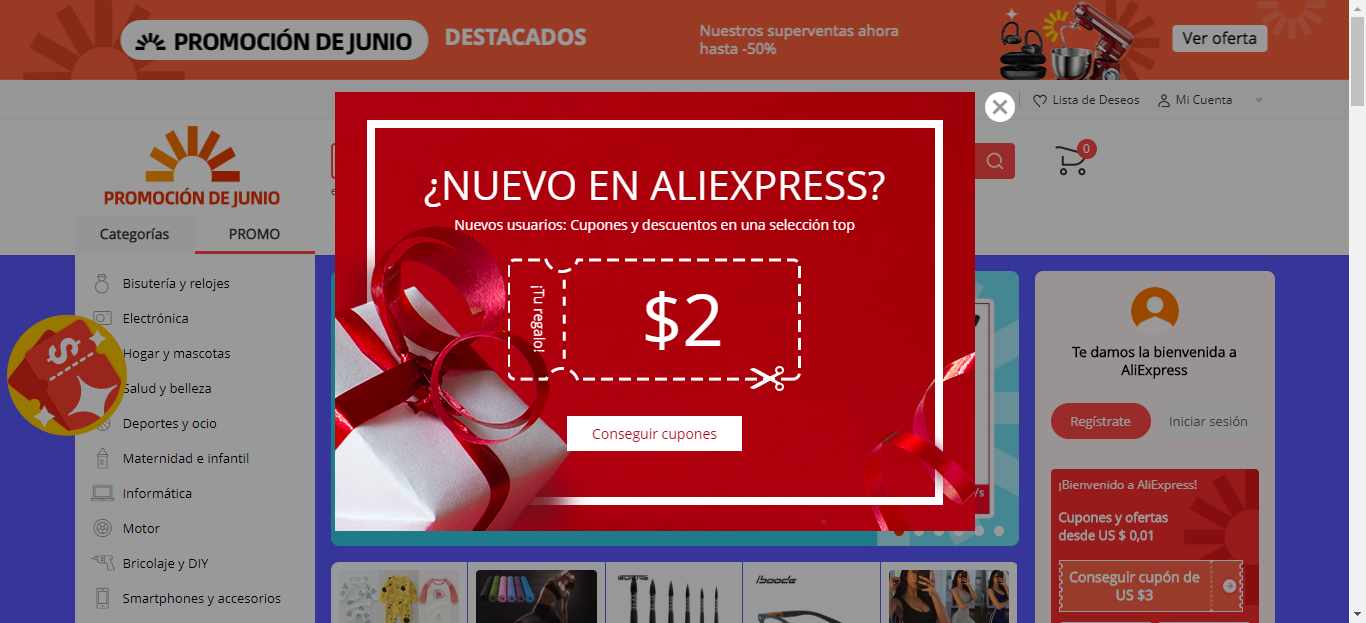 PROMOCIÓN DE JUNIO
DESTACADOS
Nuestros superventas ahora
hasta -50%
Ver oferta
Lista de Deseos
Mi Cuenta
PROMOCIÓN DE JUNIO
0
Categorías
PROMO
Bisutería y relojes
Electrónica
Hogar y mascotas
Salud y belleza
Deportes y ocio
Maternidad e infantil
Informática
Motor
Bricolaje y DIY
Smartphones y accesorios
¿NUEVO EN ALIEXPRESS?
Nuevos usuarios: Cupones y descuentos en una selección top
¡Tu regalo!
$2
Conseguir cupones
Te damos la bienvenida a
AliExpress
Regístrate
Iniciar sesión
¡Bienvenido a AliExpress!
Cupones y ofertas
desde US $ 0,01
Conseguir cupón de
US $3